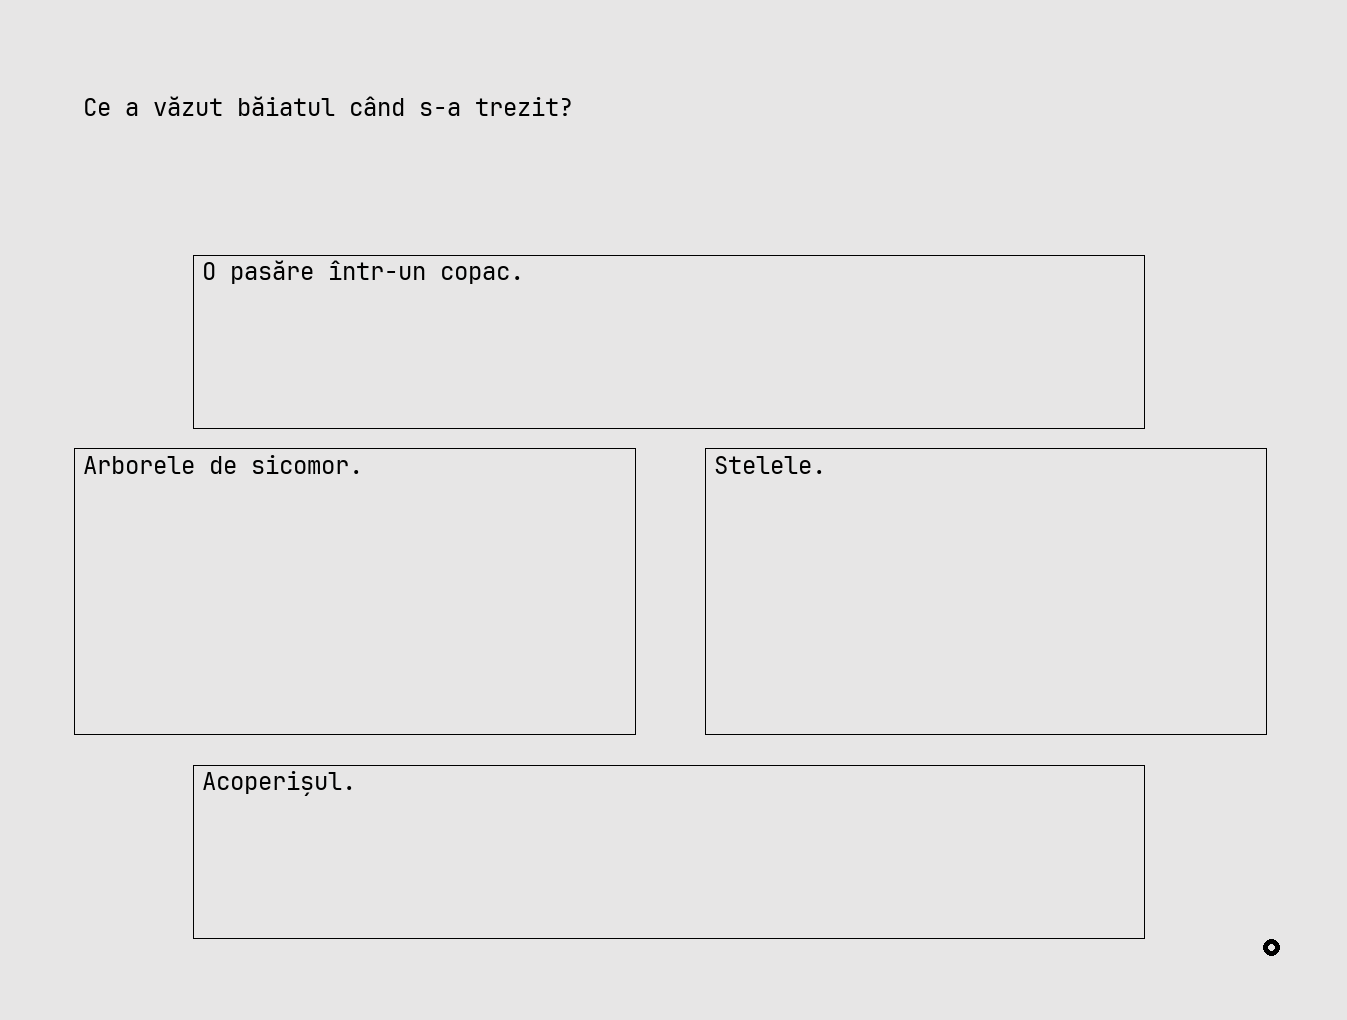 Ce a văzut băiatul când s-a trezit?
O pasăre într-un copac.
Arborele de sicomor.
Stelele.
Acoperișul.